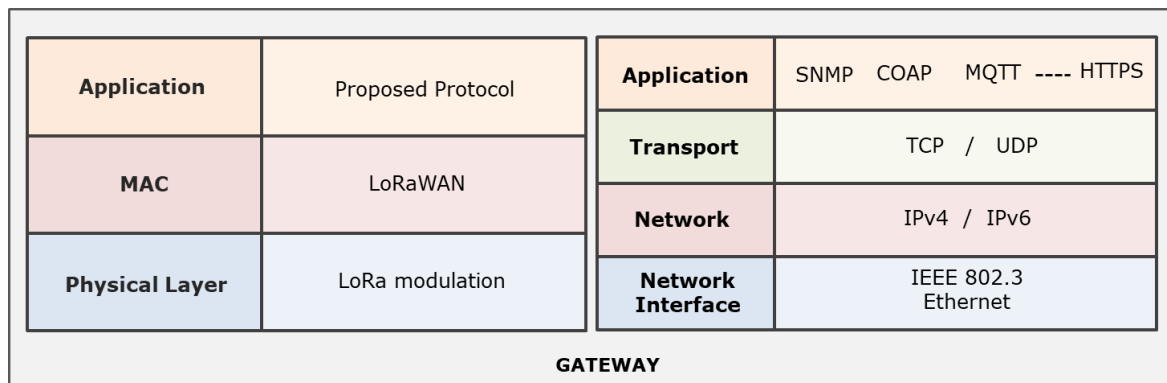 Application
Proposed Protocol
MAC
LoRaWAN
Physical Layer
LoRa modulation
Application
SNMP COAP MQTT ---- HTTPS
Transport
TCP / UDP
Network
IPv4 / IPv6
Network
Interface
IEEE 802.3
Ethernet
GATEWAY